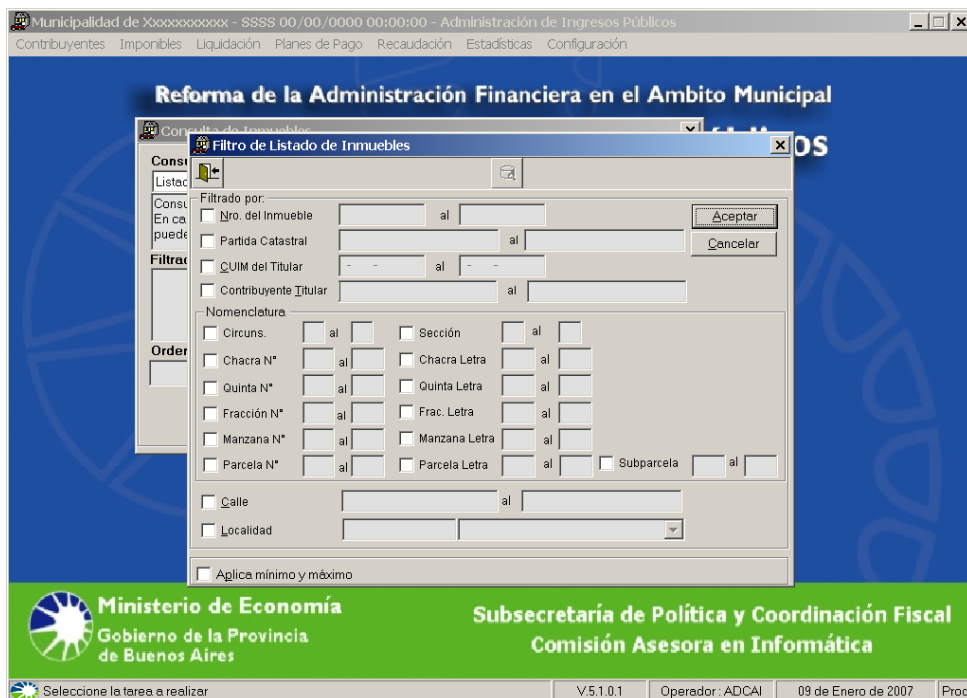 Municipalidad de Xxxxxxxxxxx - SSSS 00/00/0000 00:00:00 - Administración de Ingresos Públicos
Contribuyentes Imponibles Liquidación Planes de Pago Recaudación Estadísticas Configuración
Reforma de la Administración Financiera en el Ambito Municipal
Consulta de Inmuebles
Filtro de Listado de Inmuebles
Filtrado por:
Nro. del Inmueble al Aceptar
Partida Catastral al Cancelar
CUIM del Titular - - al - -
Contribuyente Titular al
Nomenclatura
Circuns. al Sección al
Chacra N° al Chacra Letra al
Quinta N° al Quinta Letra al
Fracción N° al Frac. Letra al
Manzana N° al Manzana Letra al
Parcela N° al Parcela Letra al Subparcela al
Calle al
Localidad
Aplica mínimo y máximo
Ministerio de Economía
Gobierno de la Provincia
de Buenos Aires
Subsecretaría de Política y Coordinación Fiscal
Comisión Asesora en Informática
Seleccione la tarea a realizar V.5.1.0.1 Operador : ADCAI 09 de Enero de 2007 Proc